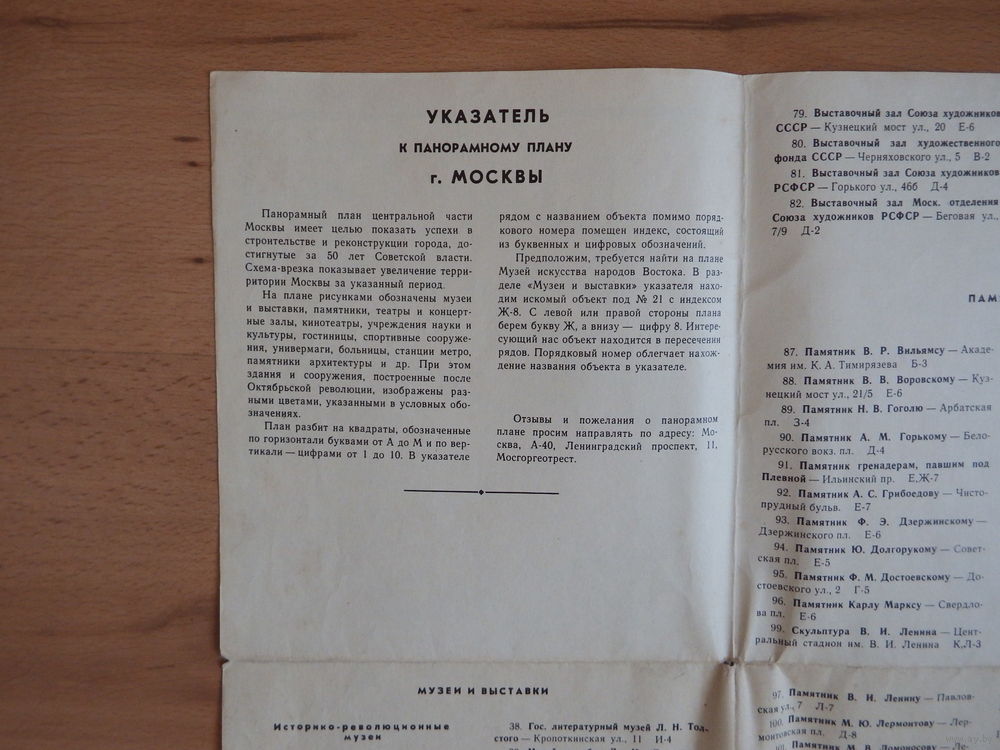 УКАЗАТЕЛЬ
К ПАНОРАМНОМУ ПЛАНУ
г. МОСКВЫ
Панорамный план центральной части
Москвы имеет целью показать успехи в
строительстве и реконструкции города, до-
стигнутые за 50 лет Советской власти.
Схема-врезка показывает увеличение терри-
ритории Москвы за указанный период.
На плане рисунками обозначены музеи
и выставки, памятники, театры и концерт-
ные залы, кинотеатры, учреждения науки и
культуры, гостиницы, спортивные сооруже-
ния, универмаги, больницы, станции метро,
памятники архитектуры и др. При этом
здания и сооружения, построенные после
Октябрьской революции, изображены раз-
ными цветами, указанными в условных обо-
значениях.
План разбит на квадраты, обозначенные
по горизонтали буквами от А до М и по вер-
тикали — цифрами от 1 до 10. В указателе
рядом с названием объекта помимо поряд-
кового номера помещен индекс, состоящий
из буквенных и цифровых обозначений.
Предположим, требуется найти на плане
Музей искусства народов Востока. В раз-
деле «Музеи и выставки» указателя нахо-
дим искомый объект под № 21 с индексом
Ж-8. С левой или правой стороны плана
берем букву Ж, а внизу — цифру 8. Интере-
сующий нас объект находится в пересечении
рядов. Порядковый номер облегчает нахож-
дение названия объекта в указателе.
Отзывы и пожелания о панорамном
плане просим направлять по адресу: Мо-
сква, А-40, Ленинградский проспект, 11,
Мосгоргеотрест.
МУЗЕИ И ВЫСТАВКИ
Историко-революционные
музеи
38. Гос. литературный музей Л. Н. Тол-
стого — Кропоткинская ул., 11 И-4
79. Выставочный зал Союза художников
СССР — Кузнецкий мост ул., 20 Е-6
80. Выставочный зал художественного
фонда СССР — Черняховского ул., 5 В-2
81. Выставочный зал Союза художников
РСФСР — Горького ул., 46б Д-4
82. Выставочный зал Моск. отделения
Союза художников РСФСР — Беговая ул.,
7/9 Д-2
ПАМ
87. Памятник В. Р. Вильямсу — Акаде-
мия им. К. А. Тимирязева Б-3
88. Памятник В. В. Воровскому — Куз-
нецкий мост ул., 21/5 Е-6
89. Памятник Н. В. Гоголю — Арбатская
пл. З-4
90. Памятник А. М. Горькому — Бело-
русского вокз. пл. Д-4
91. Памятник гренадерам, павшим под
Плевной — Ильинский пр. Е,Ж-7
92. Памятник А. С. Грибоедову — Чисто-
прудный бульв. Е-7
93. Памятник Ф. Э. Дзержинскому —
Дзержинского пл. Е-6
94. Памятник Ю. Долгорукому — Совет-
ская пл. Е-5
95. Памятник Ф. М. Достоевскому — До-
стоевского ул., 2 Г-5
96. Памятник Карлу Марксу — Свердло-
ва пл. Е-6
99. Скульптура В. И. Ленина — Цент-
ральный стадион им. В. И. Ленина К,Л-3
97. Памятник В. И. Ленину — Павлов-
ская ул., 7 Л-7
100. Памятник М. Ю. Лермонтову — Лер-
монтовская пл. Д-8